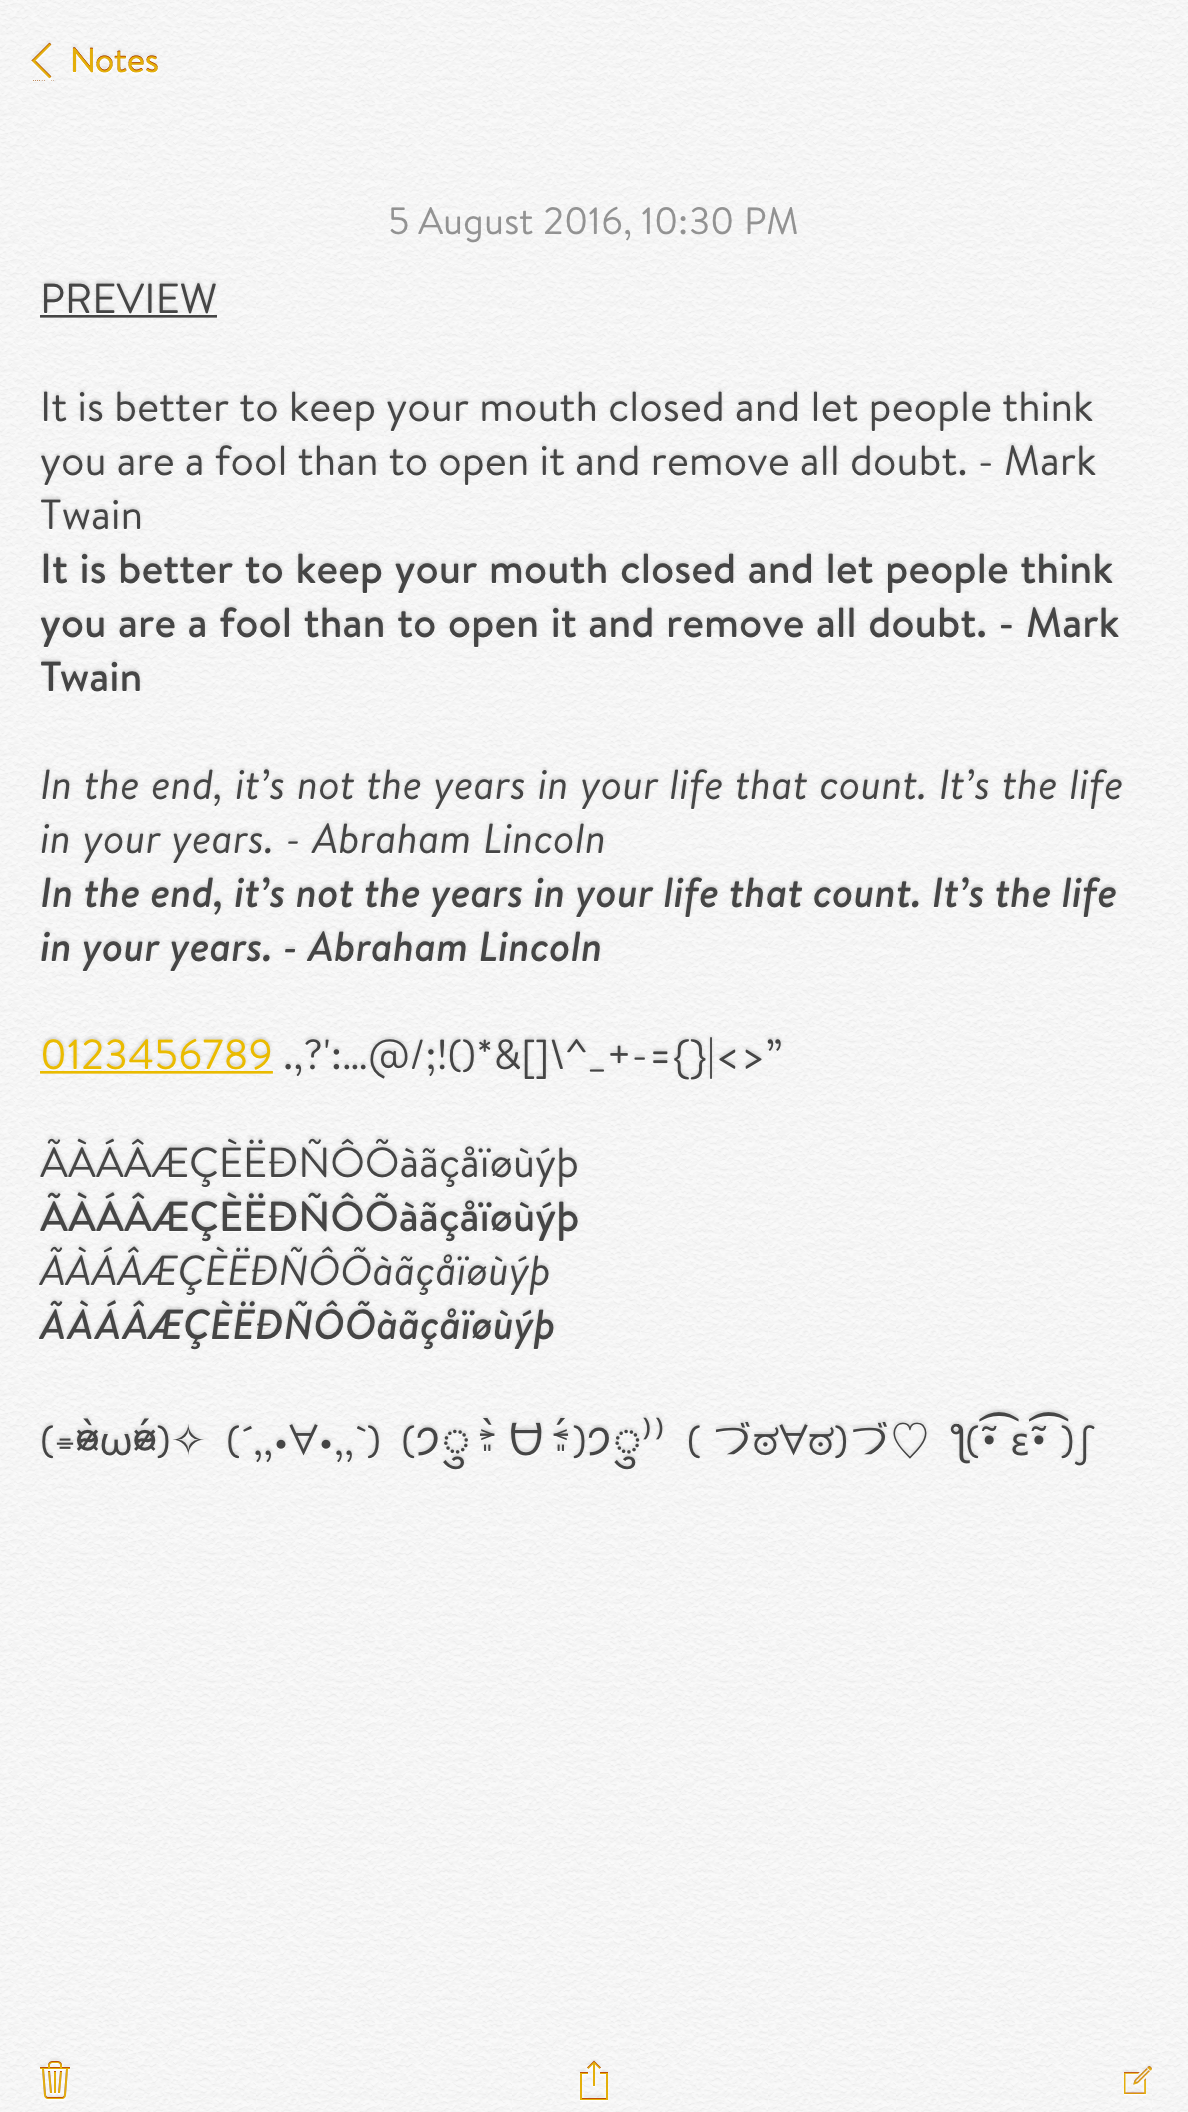 Notes
5 August 2016, 10:30 PM
PREVIEW
It is better to keep your mouth closed and let people think
you are a fool than to open it and remove all doubt. - Mark
Twain
It is better to keep your mouth closed and let people think
you are a fool than to open it and remove all doubt. - Mark
Twain
In the end, it’s not the years in your life that count. It’s the life
in your years. - Abraham Lincoln
In the end, it’s not the years in your life that count. It’s the life
in your years. - Abraham Lincoln
0123456789 .,?':...@/;!()*&[]\^_+-={}|<>”
ÃÀÁÂÆÇÈËÐÑÔÕàãçåïøùýþ
ÃÀÁÂÆÇÈËÐÑÔÕàãçåïøùýþ
ÃÀÁÂÆÇÈËÐÑÔÕàãçåïøùýþ
ÃÀÁÂÆÇÈËÐÑÔÕàãçåïøùýþ
(´,,•∀•,,`) ( づಠ∀ಠ)づ♡